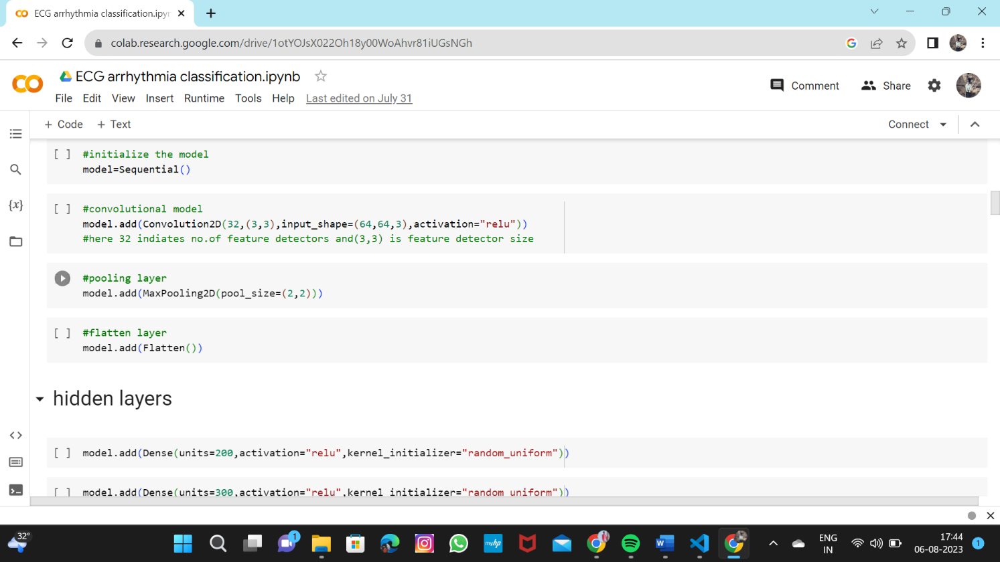 ECG arrhythmia classification.ipyn
colab.research.google.com/drive/1otYOJsX022Oh18y00WoAhvr81iUGsNGh
ECG arrhythmia classification.ipynb
Comment
Share
File Edit View Insert Runtime Tools Help Last edited on July 31
+ Code + Text
Connect
[ ] #initialize the model
model=Sequential()
[ ] #convolutional model
model.add(Convolution2D(32,(3,3),input_shape=(64,64,3),activation="relu"))
#here 32 indiates no.of feature detectors and(3,3) is feature detector size
#pooling layer
model.add(MaxPooling2D(pool_size=(2,2)))
[ ] #flatten layer
model.add(Flatten())
hidden layers
[ ] model.add(Dense(units=200,activation="relu",kernel_initializer="random_uniform"))
[ ] model.add(Dense(units=300,activation="relu",kernel_initializer="random_uniform"))
{x}
32°
1
myhp
W
ENG
IN
17:44
06-08-2023
1